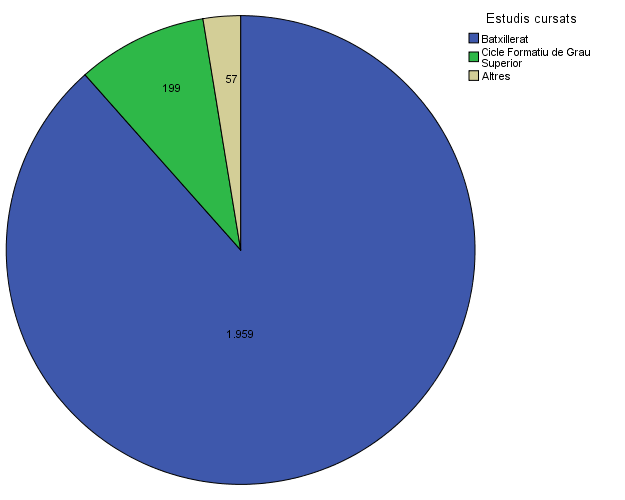 Estudis cursats
Batxillerat
Cicle Formatiu de Grau
Superior
Altres
57
199
1.959